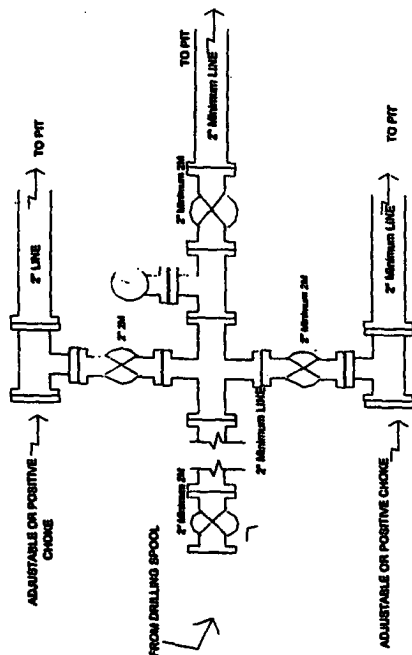 TO PIT
2" LINE
ADJUSTABLE OR POSITIVE
CHOKE
2" 2M
TO PIT
2" Minimum LINE
2" Minimum 2M
2" Minimum 2M
2" Minimum LIXE
FROM DRILLING SPOOL
2" Minimum 2M
TO PIT
2" Minimum LINE
ADJUSTABLE OR POSITIVE CHOKE